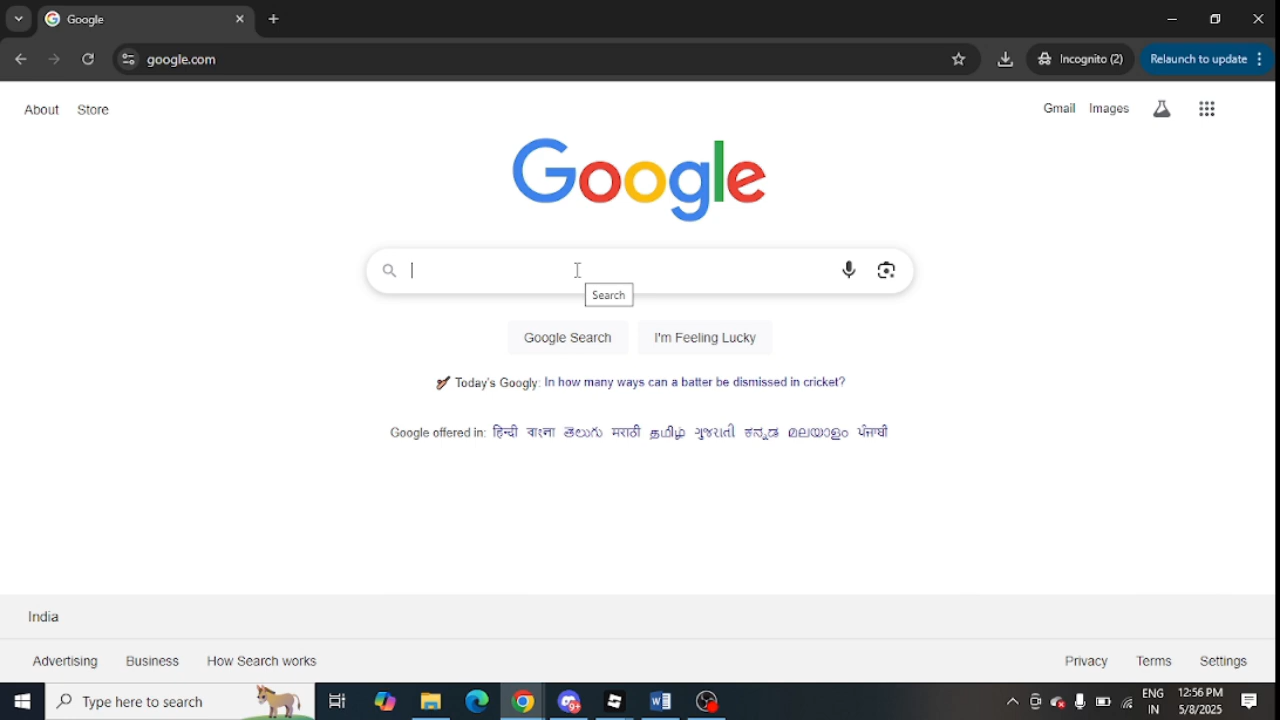 Google
google.com
Incognito (2)
Relaunch to update
About Store
Gmail Images
Google
Search
Google Search I'm Feeling Lucky
Today's Googly: In how many ways can a batter be dismissed in cricket?
Google offered in: हिन्दी বাংলা తెలుగు मराठी தமிழ் ગુજરાતી ಕನ್ನಡ മലയാളം ਪੰਜਾਬੀ
India
Advertising Business How Search works
Privacy Terms Settings
Type here to search
9+
ENG 12:56 PM
IN 5/8/2025